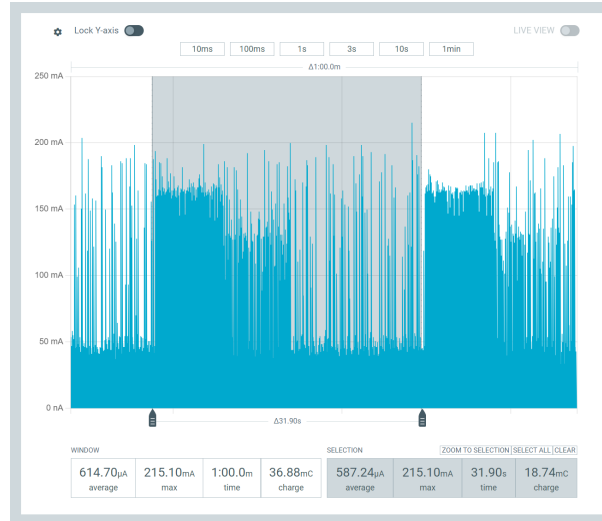 Lock Y-axis
LIVE VIEW
10ms 100ms 1s 3s 10s 1min
Δ1:00.0m
250 mA
200 mA
150 mA
100 mA
50 mA
0 nA
Δ31.90s
WINDOW
SELECTION ZOOM TO SELECTION SELECT ALL CLEAR
614.70µA 215.10mA 1:00.0m 36.88mC 587.24µA 215.10mA 31.90s 18.74mC
average max time charge average max time charge